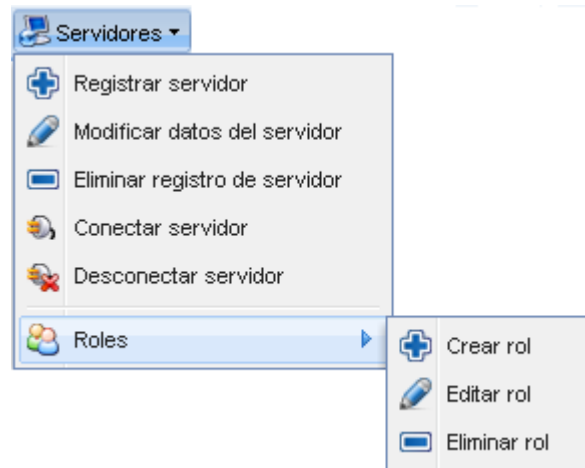 Servidores
Registrar servidor
Modificar datos del servidor
Eliminar registro de servidor
Conectar servidor
Desconectar servidor
Roles
Crear rol
Editar rol
Eliminar rol